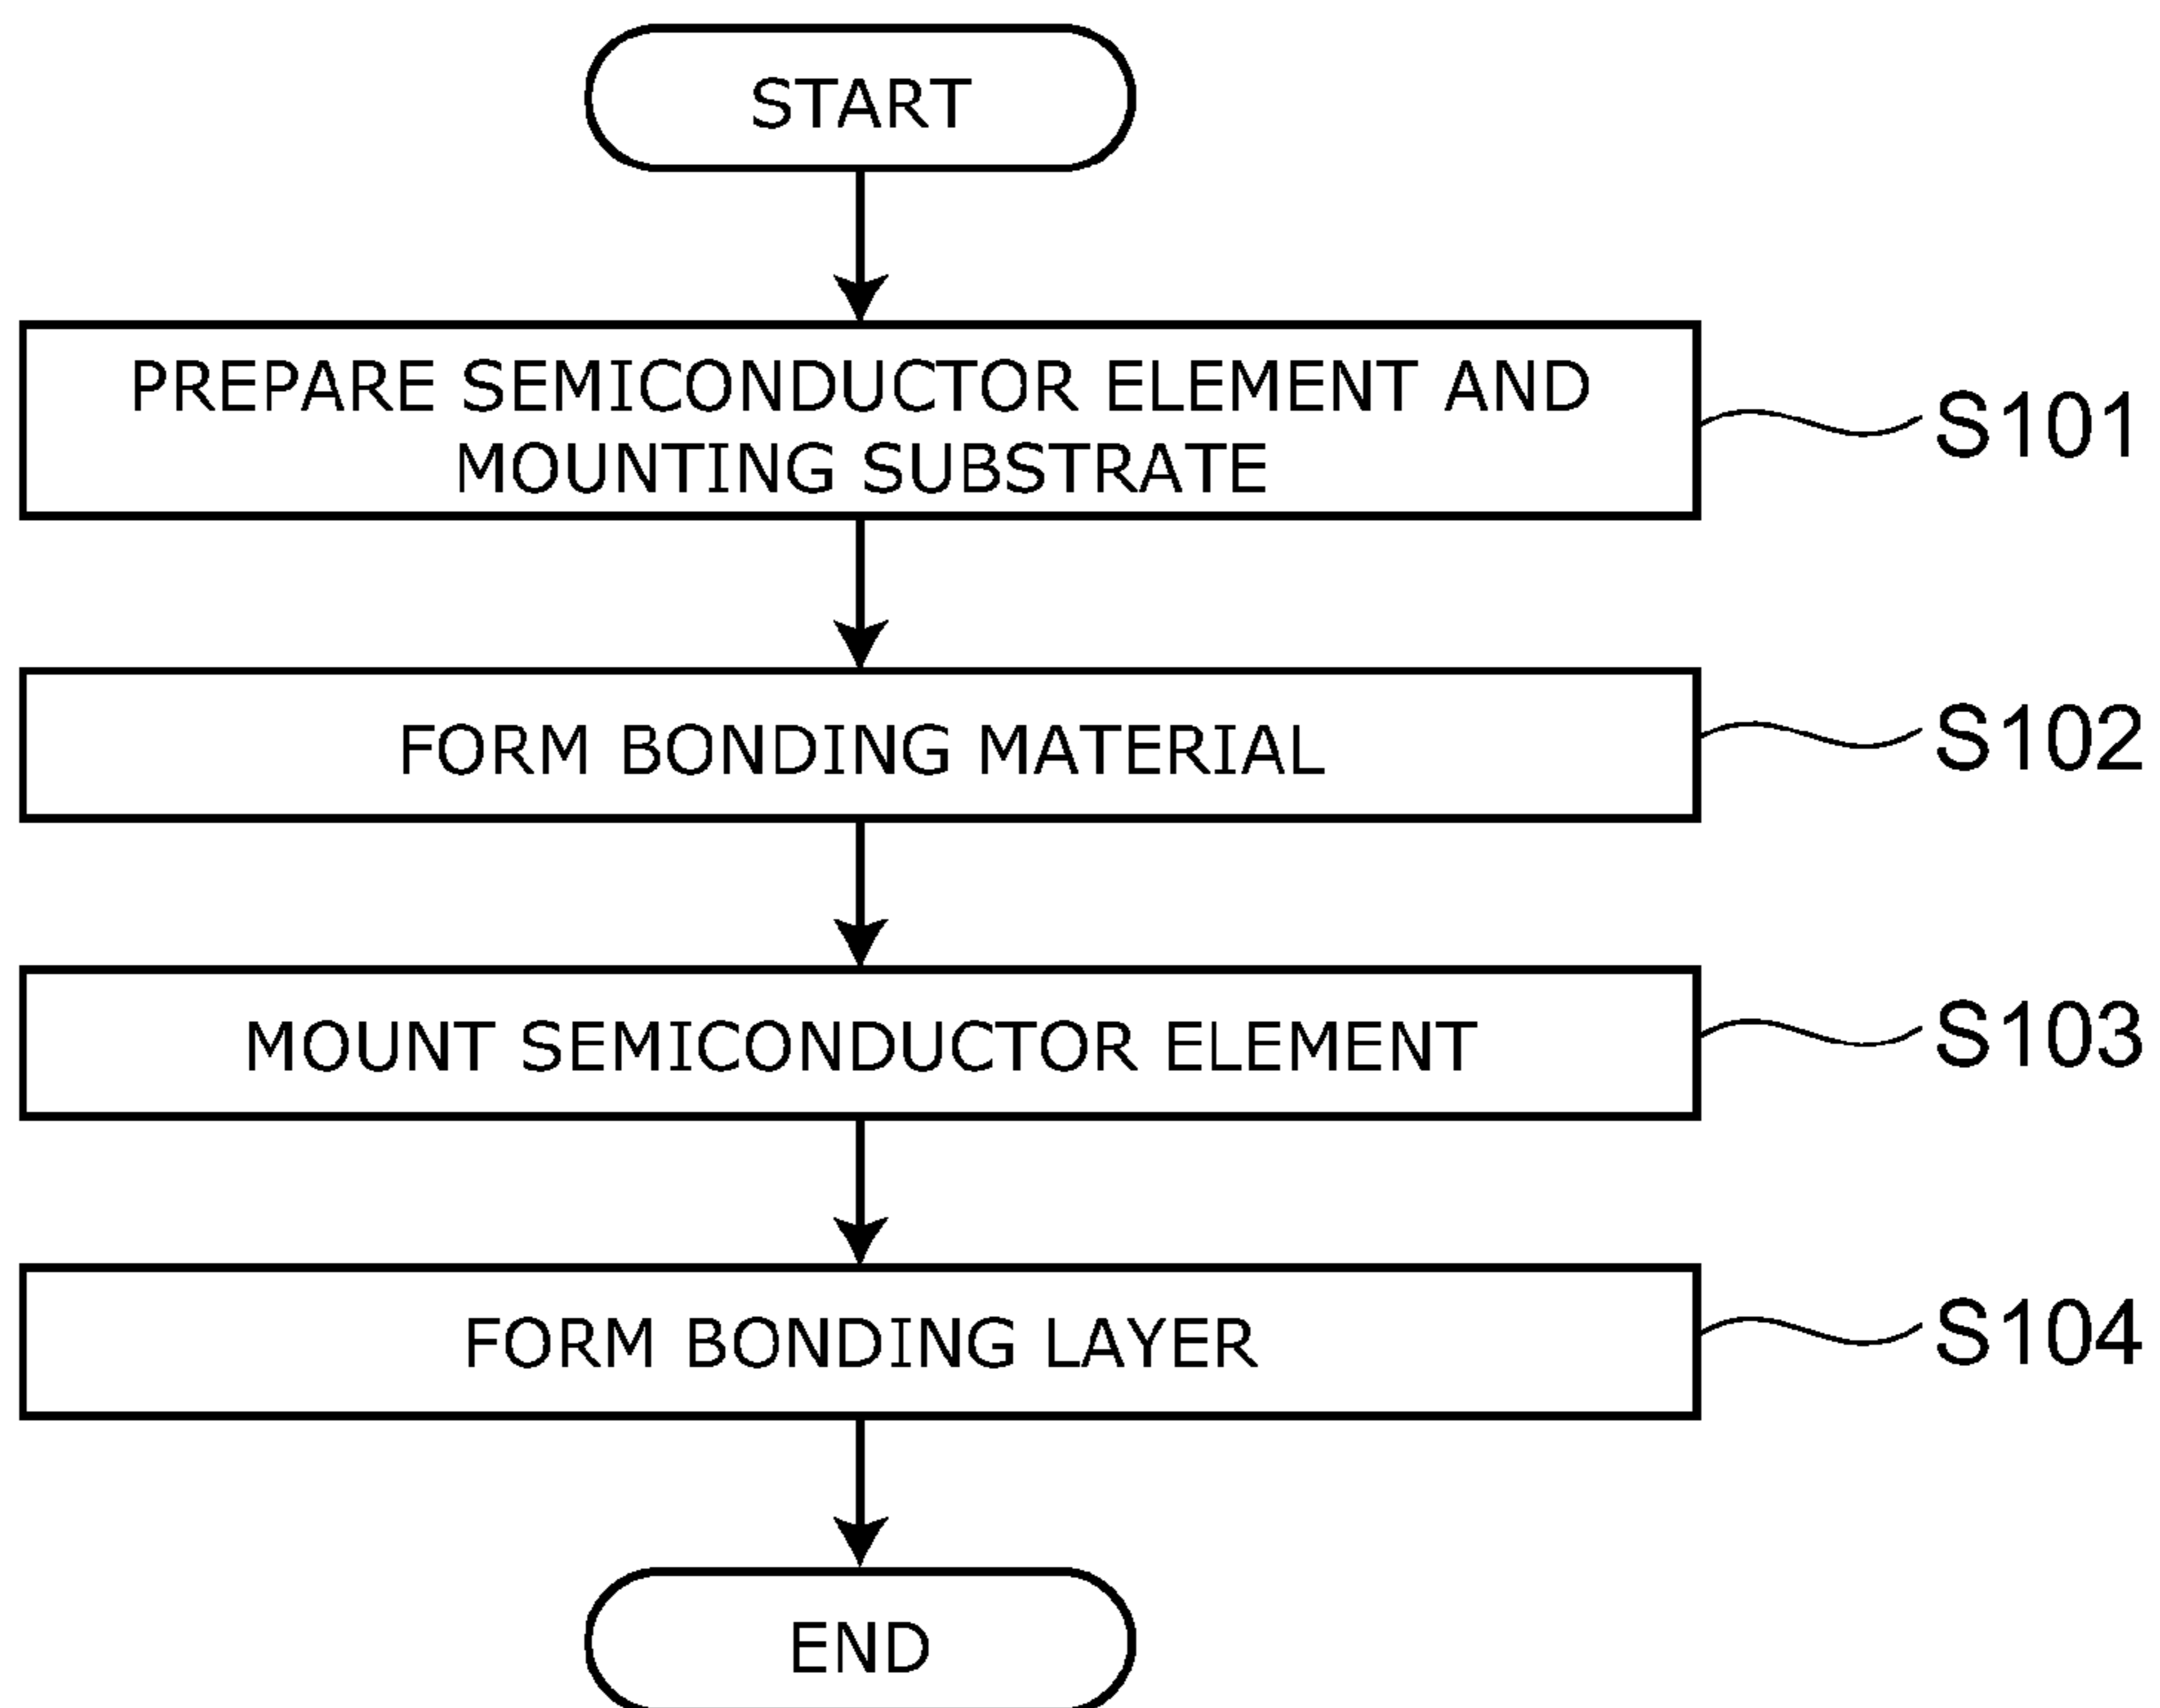 START
PREPARE SEMICONDUCTOR ELEMENT AND
MOUNTING SUBSTRATE
S101
FORM BONDING MATERIAL
S102
MOUNT SEMICONDUCTOR ELEMENT
S103
FORM BONDING LAYER
S104
END